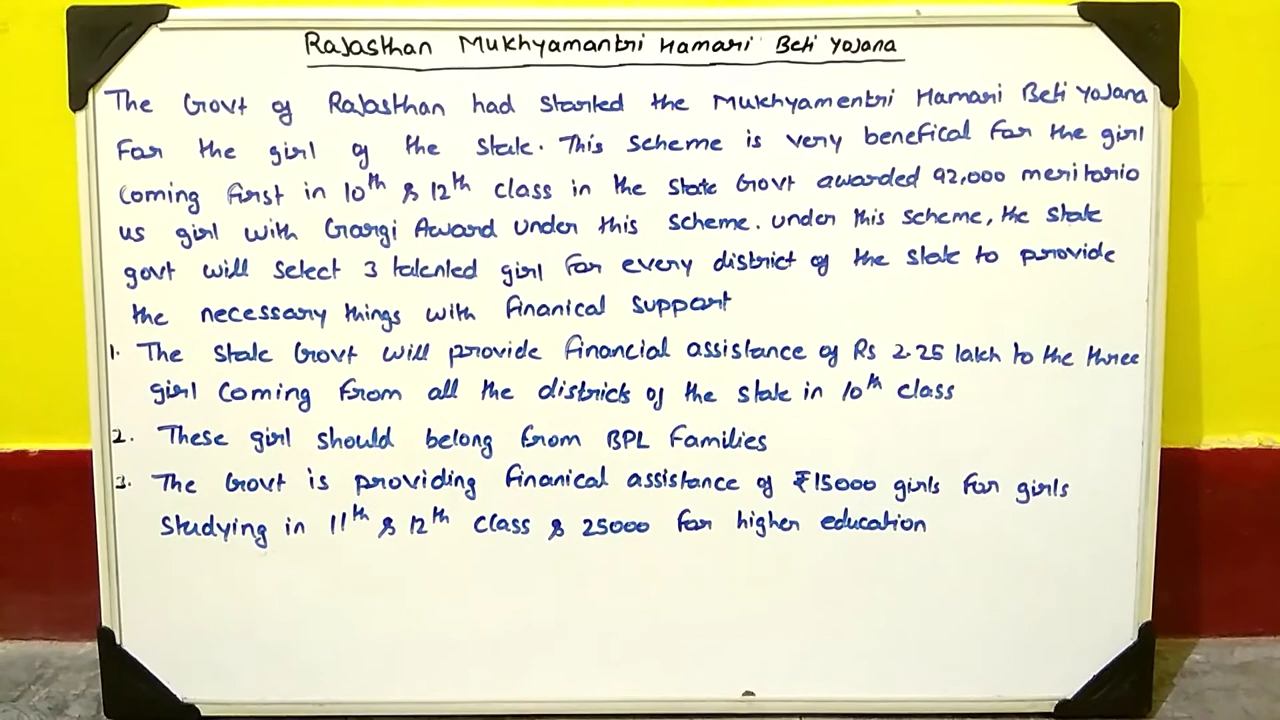 Rajasthan Mukhyamantri Hamari Beti Yojana
The Govt of Rajasthan had started the Mukhyamentri Hamari Beti Yojana
For the girl of the state. This scheme is very benefical for the girl
coming first in 10th & 12th class in the state Govt awarded 92,000 meritorio
us girl with Gargi Award under this scheme. under this scheme, the state
govt will select 3 talented girl for every district of the state to provide
the necessary things with finanical support
1. The state Govt will provide financial assistance of Rs 2.25 lakh to the three
girl coming from all the districts of the state in 10th class
2. These girl should belong from BPL Families
3. The Govt is providing finanical assistance of ₹15000 girls for girls
studying in 11th & 12th class & 25000 for higher education